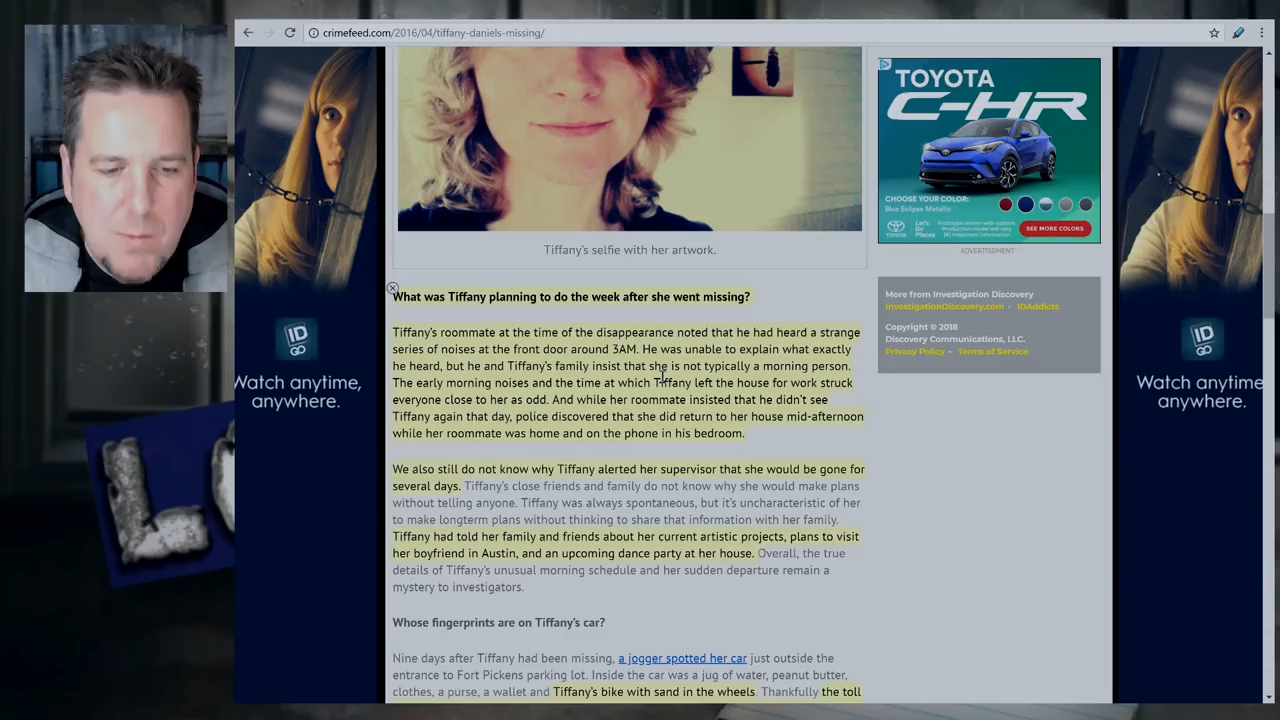 crimefeed.com/2016/04/tiffany-daniels-missing/
TOYOTA
C-HR
CHOOSE YOUR COLOR:
Blue Eclipse Metallic
TOYOTA
Let's
Go
Places
Prototype shown with options.
Production model will vary.
SEE MORE COLORS
ADVERTISEMENT
Tiffany's selfie with her artwork.
More from Investigation Discovery
InvestigationDiscovery.com - IDAddicts
Copyright © 2018
Discovery Communications, LLC.
Privacy Policy - Terms of Service
What was Tiffany planning to do the week after she went missing?
Tiffany's roommate at the time of the disappearance noted that he had heard a strange
series of noises at the front door around 3AM. He was unable to explain what exactly
he heard, but he and Tiffany's family insist that she is not typically a morning person.
The early morning noises and the time at which Tiffany left the house for work struck
everyone close to her as odd. And while her roommate insisted that he didn't see
Tiffany again that day, police discovered that she did return to her house mid-afternoon
while her roommate was home and on the phone in his bedroom.
We also still do not know why Tiffany alerted her supervisor that she would be gone for
several days. Tiffany's close friends and family do not know why she would make plans
without telling anyone. Tiffany was always spontaneous, but it's uncharacteristic of her
to make longterm plans without thinking to share that information with her family.
Tiffany had told her family and friends about her current artistic projects, plans to visit
her boyfriend in Austin, and an upcoming dance party at her house. Overall, the true
details of Tiffany's unusual morning schedule and her sudden departure remain a
mystery to investigators.
Whose fingerprints are on Tiffany's car?
Nine days after Tiffany had been missing, a jogger spotted her car just outside the
entrance to Fort Pickens parking lot. Inside the car was a jug of water, peanut butter,
clothes, a purse, a wallet and Tiffany's bike with sand in the wheels. Thankfully the toll
ID
GO
Watch anytime,
anywhere.
ID
GO
Watch anytime,
anywhere.
LO